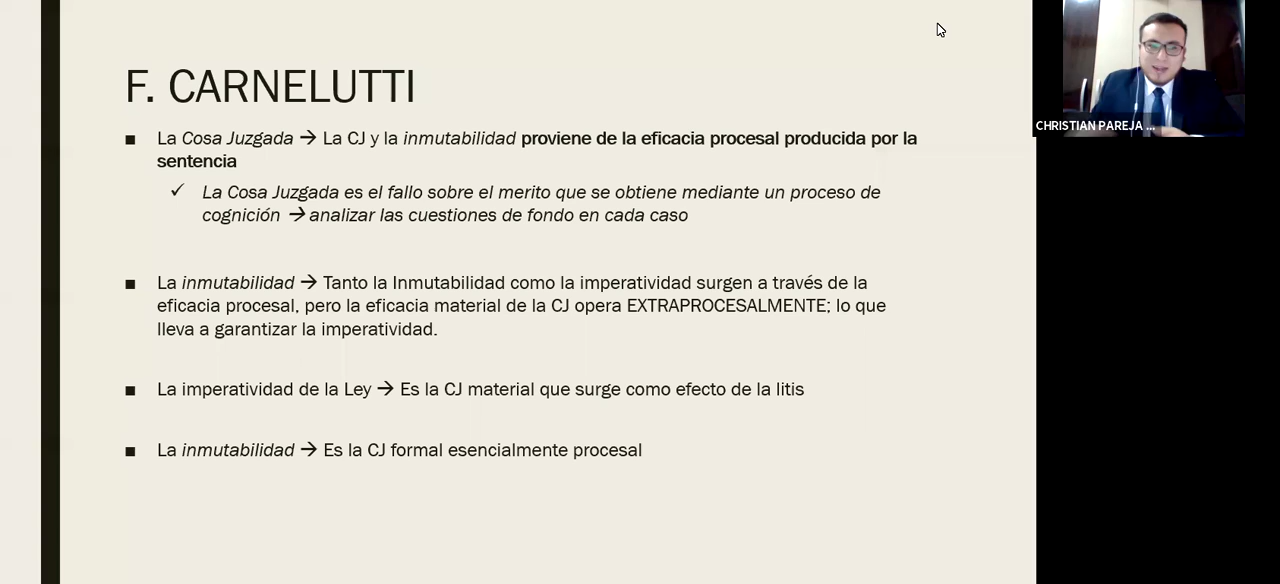 F. CARNELUTTI
■ La Cosa Juzgada → La CJ y la inmutabilidad proviene de la eficacia procesal producida por la
sentencia
✓ La Cosa Juzgada es el fallo sobre el merito que se obtiene mediante un proceso de
cognición → analizar las cuestiones de fondo en cada caso
■ La inmutabilidad → Tanto la Inmutabilidad como la imperatividad surgen a través de la
eficacia procesal, pero la eficacia material de la CJ opera EXTRAPROCESALMENTE; lo que
lleva a garantizar la imperatividad.
■ La imperatividad de la Ley → Es la CJ material que surge como efecto de la litis
■ La inmutabilidad → Es la CJ formal esencialmente procesal
CHRISTIAN PAREJA ...